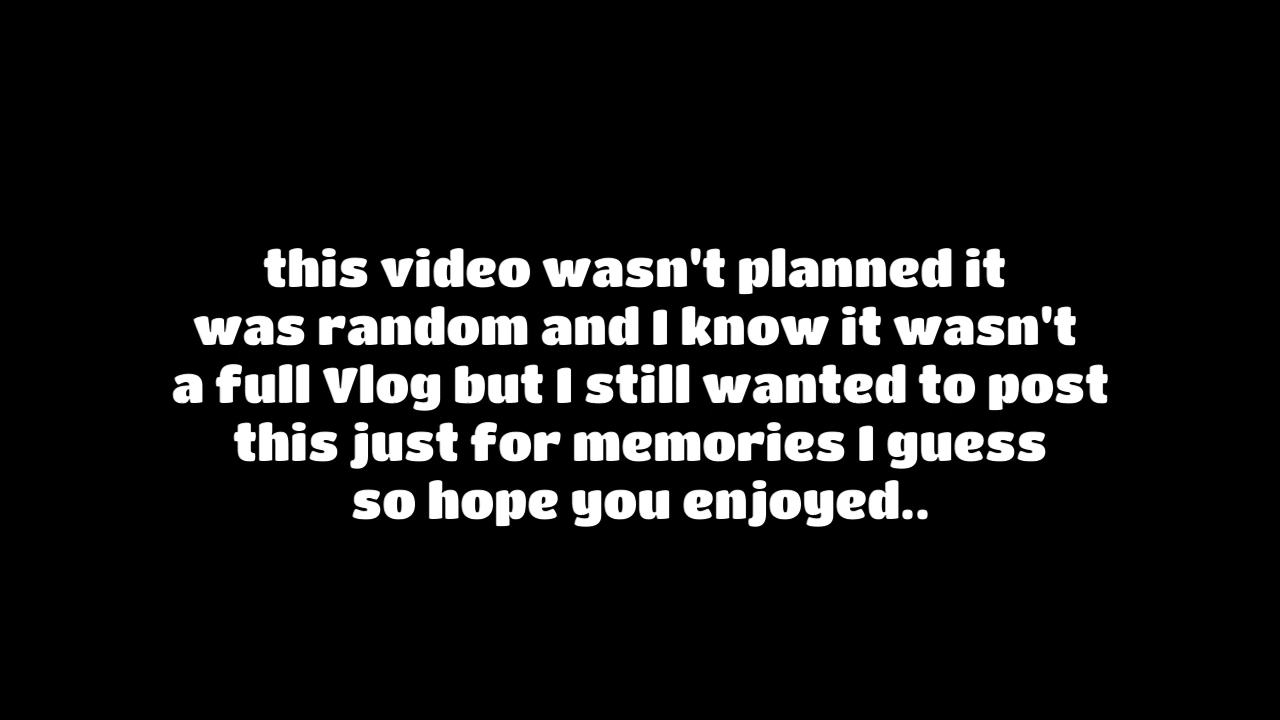 this video wasn't planned it
was random and I know it wasn't
a full Vlog but I still wanted to post
this just for memories I guess
so hope you enjoyed..